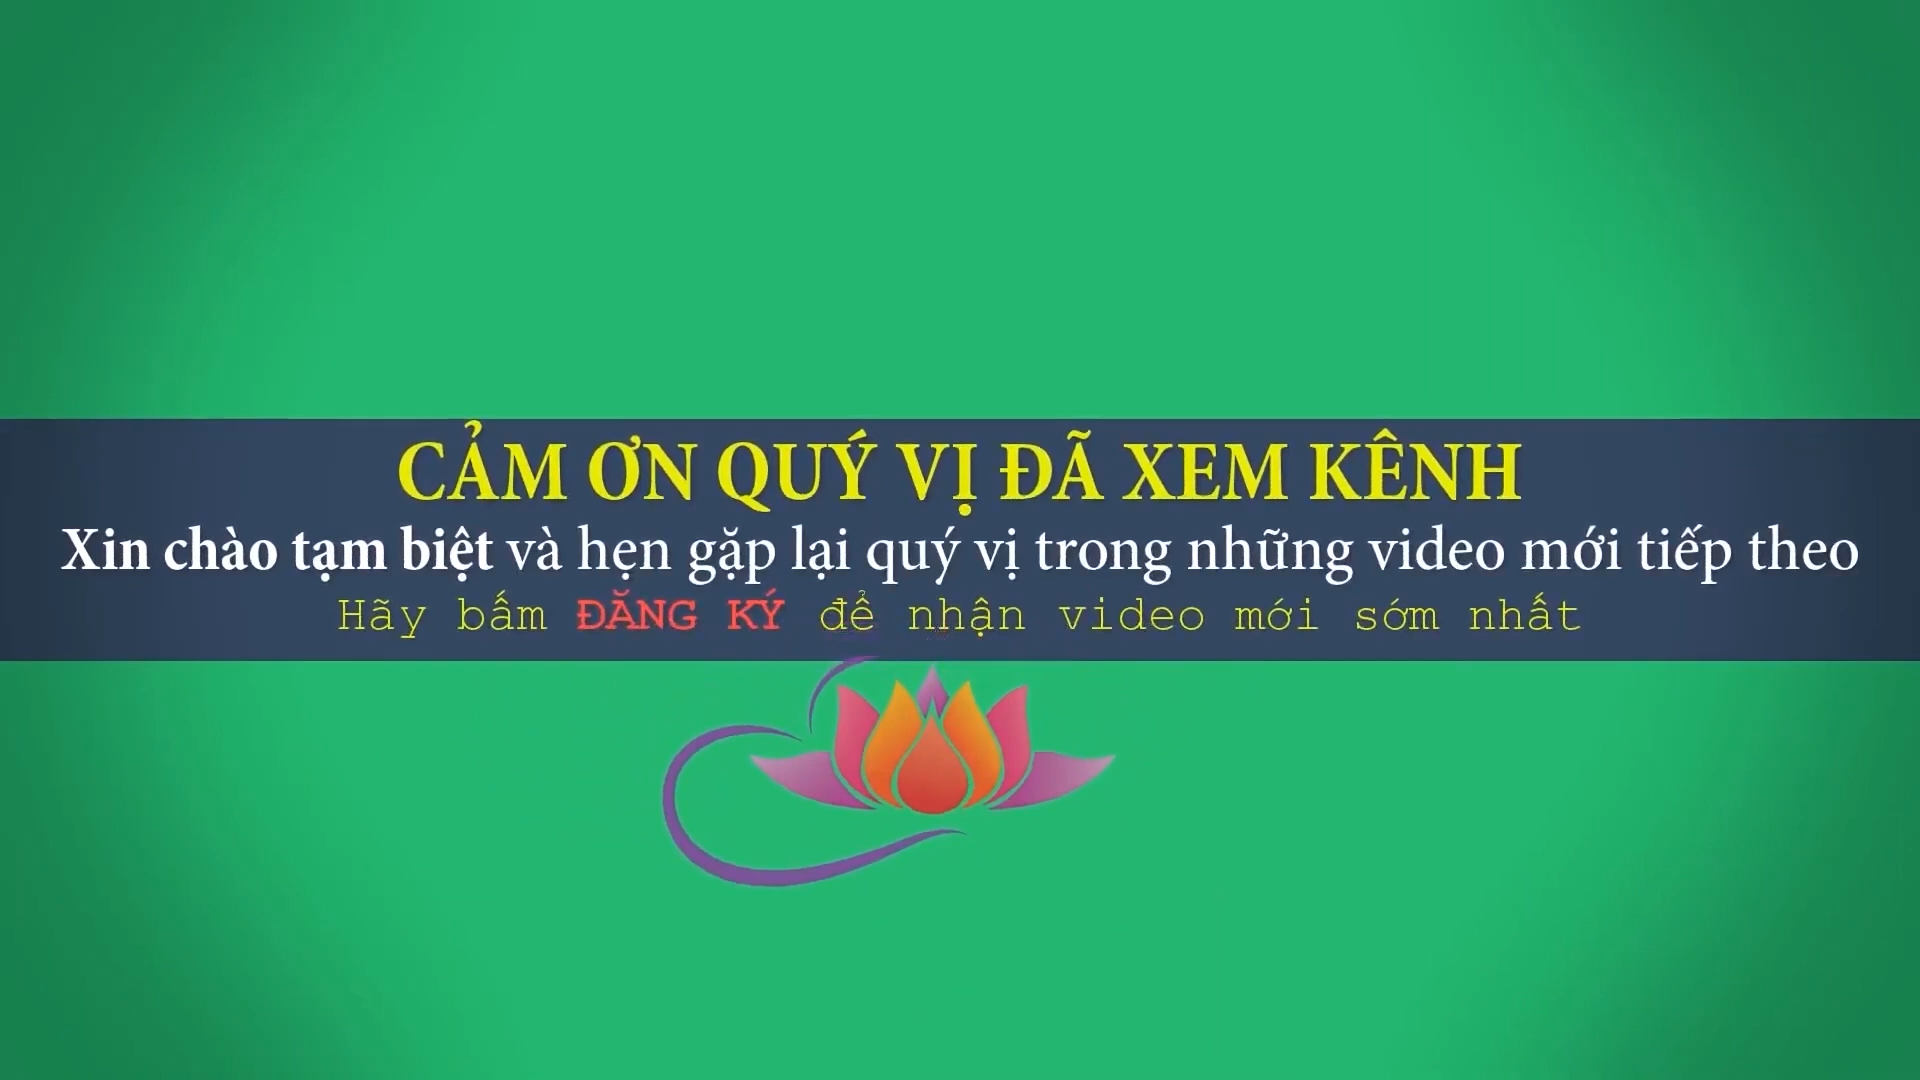 CẢM ƠN QUÝ VỊ ĐÃ XEM KÊNH
Xin chào tạm biệt và hẹn gặp lại quý vị trong những video mới tiếp theo
Hãy bấm ĐĂNG KÝ để nhận video mới sớm nhất